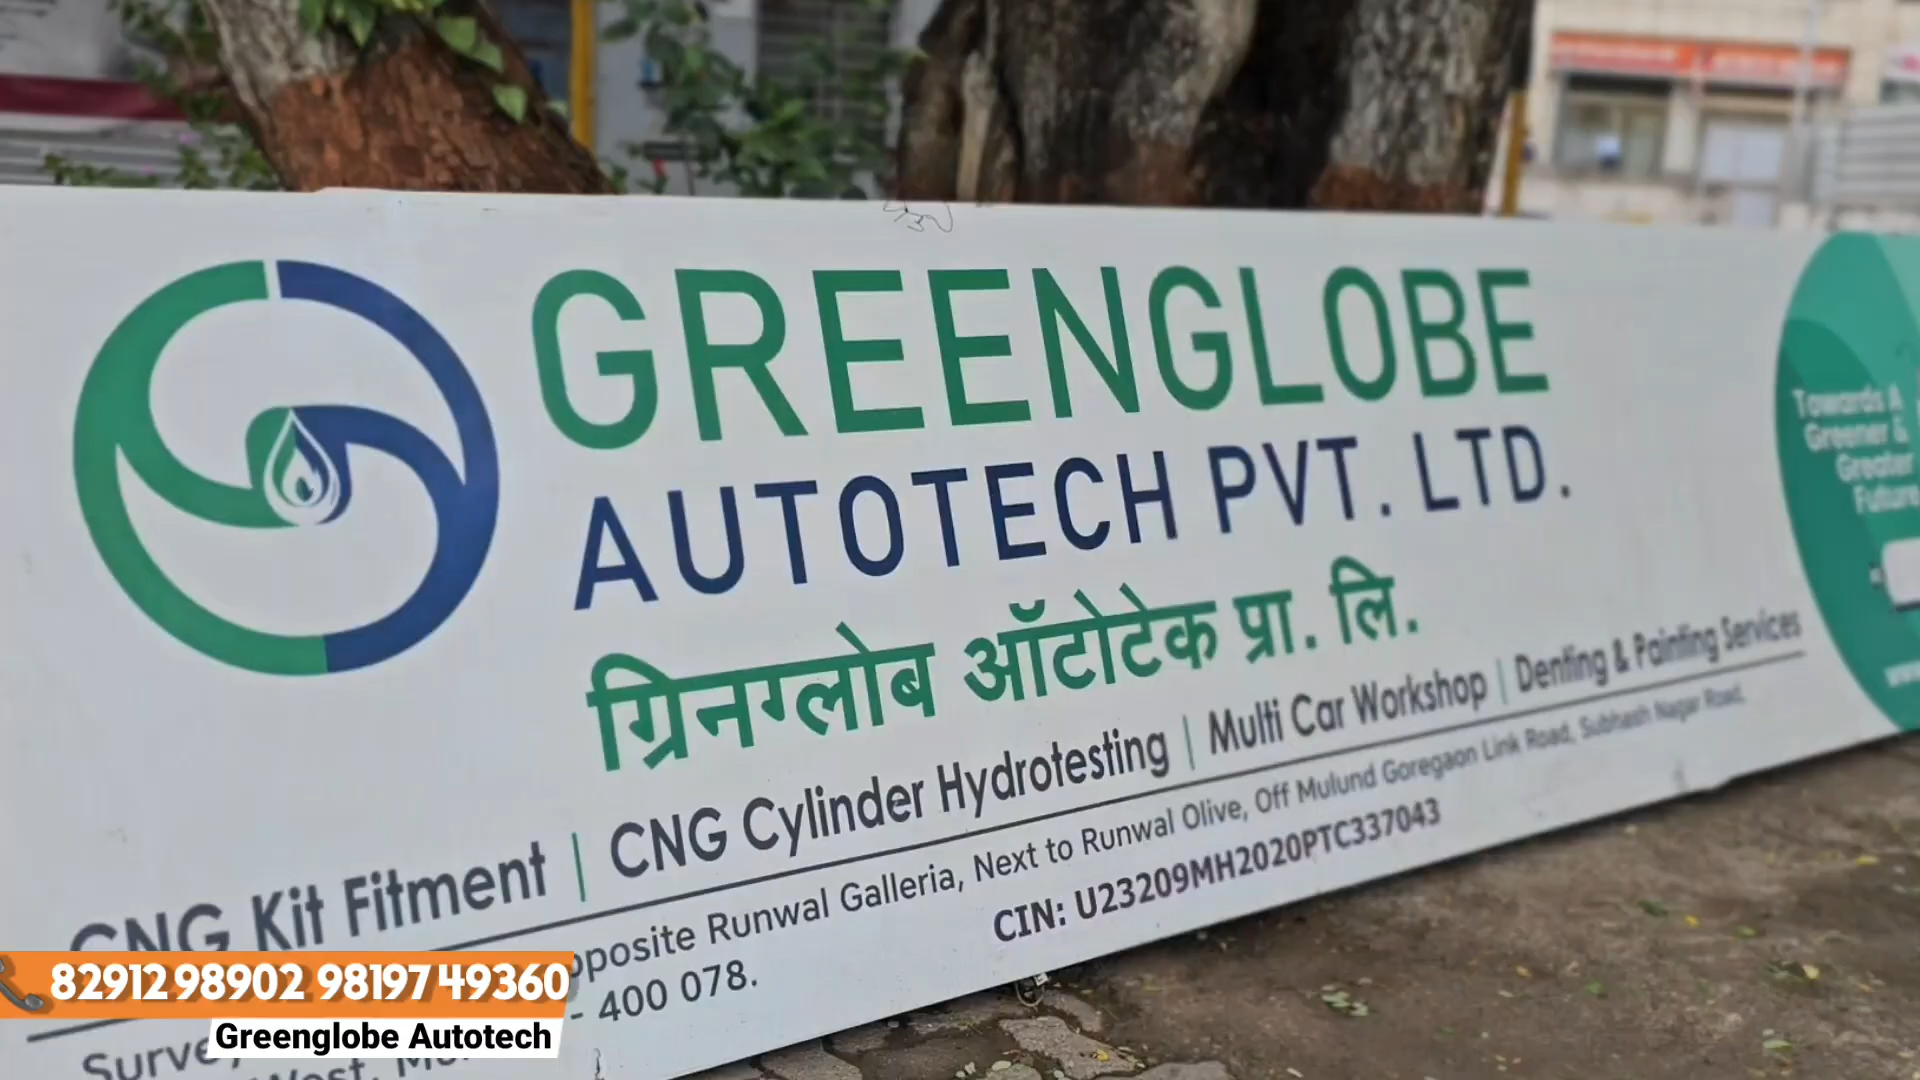 GREENGLOBE
AUTOTECH PVT. LTD.
ग्रिनग्लोब ऑटोटेक प्रा. लि.
CNG Kit Fitment | CNG Cylinder Hydrotesting | Multi Car Workshop | Denting & Painting Services
Opposite Runwal Galleria, Next to Runwal Olive, Off Mulund Goregaon Link Road, Subhash Nagar Road,
- 400 078.
CIN: U23209MH2020PTC337043
Towards A
Greener &
Greater
Future
82912 98902 98197 49360
Greenglobe Autotech